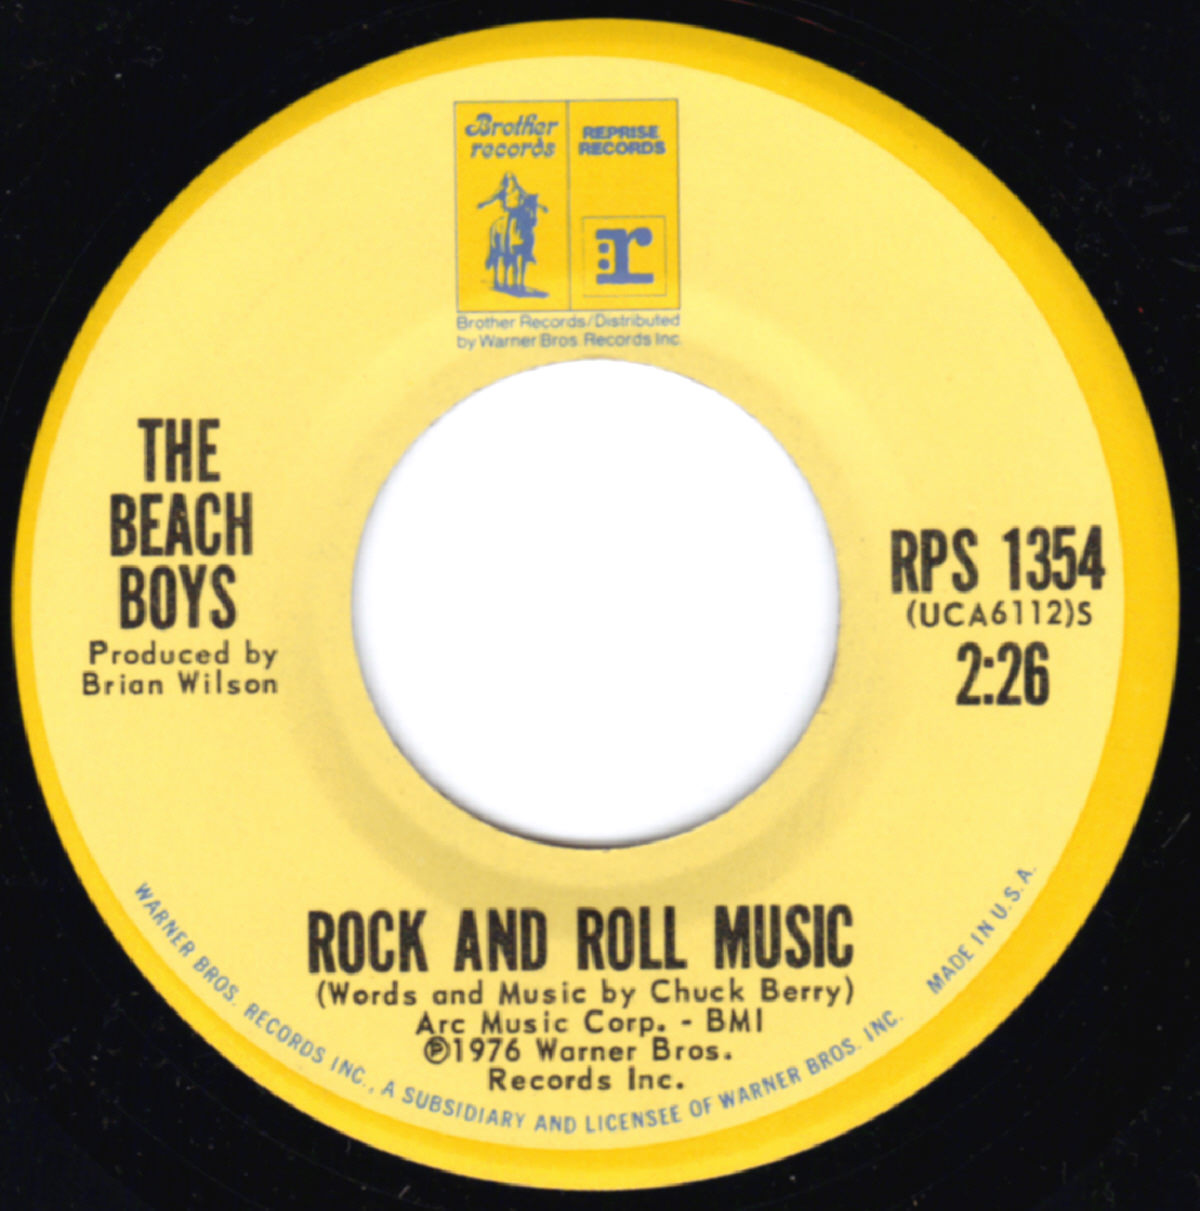 Brother
records
REPRISE
RECORDS
r
Brother Records/Distributed
by Warner Bros. Records Inc.
THE
BEACH
BOYS
Produced by
Brian Wilson
RPS 1354
(UCA6112)S
2:26
ROCK AND ROLL MUSIC
(Words and Music by Chuck Berry)
Arc Music Corp. - BMI
℗1976 Warner Bros.
Records Inc.
WARNER BROS. RECORDS INC., A SUBSIDIARY AND LICENSEE OF WARNER BROS. INC. MADE IN U.S.A.